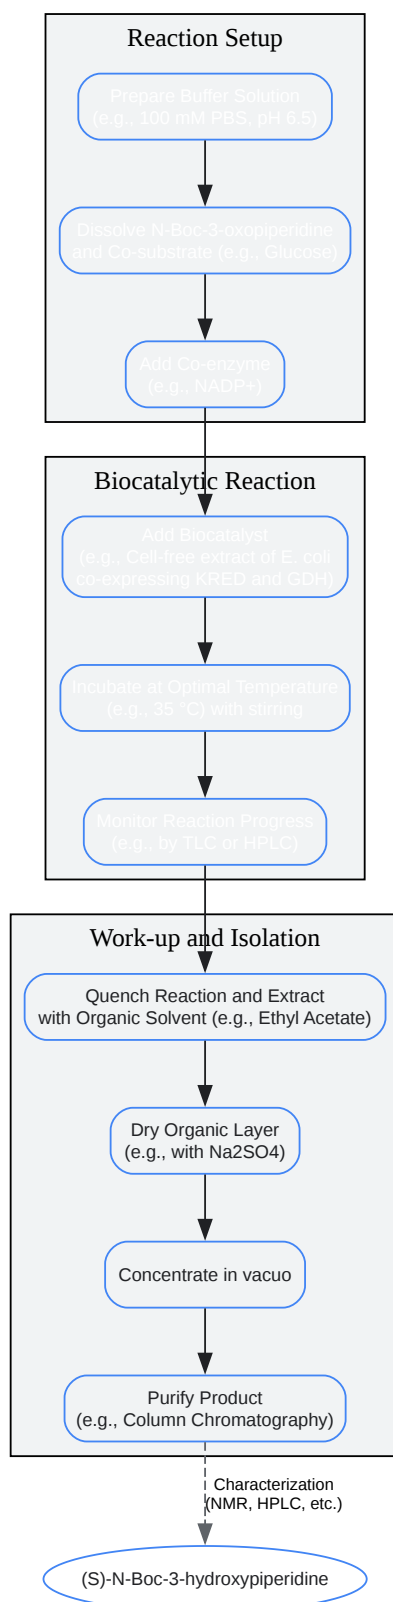 Reaction Setup
Prepare Buffer Solution
(e.g., 100 mM PBS, pH 6.5)
Dissolve N-Boc-3-oxopiperidine
and Co-substrate (e.g., Glucose)
Add Co-enzyme
(e.g., NADP+)
Biocatalytic Reaction
Add Biocatalyst
(e.g., Cell-free extract of E. coli
co-expressing KRED and GDH)
Incubate at Optimal Temperature
(e.g., 35 °C) with stirring
Monitor Reaction Progress
(e.g., by TLC or HPLC)
Work-up and Isolation
Quench Reaction and Extract
with Organic Solvent (e.g., Ethyl Acetate)
Dry Organic Layer
(e.g., with Na2SO4)
Concentrate in vacuo
Purify Product
(e.g., Column Chromatography)
Characterization
(NMR, HPLC, etc.)
(S)-N-Boc-3-hydroxypiperidine